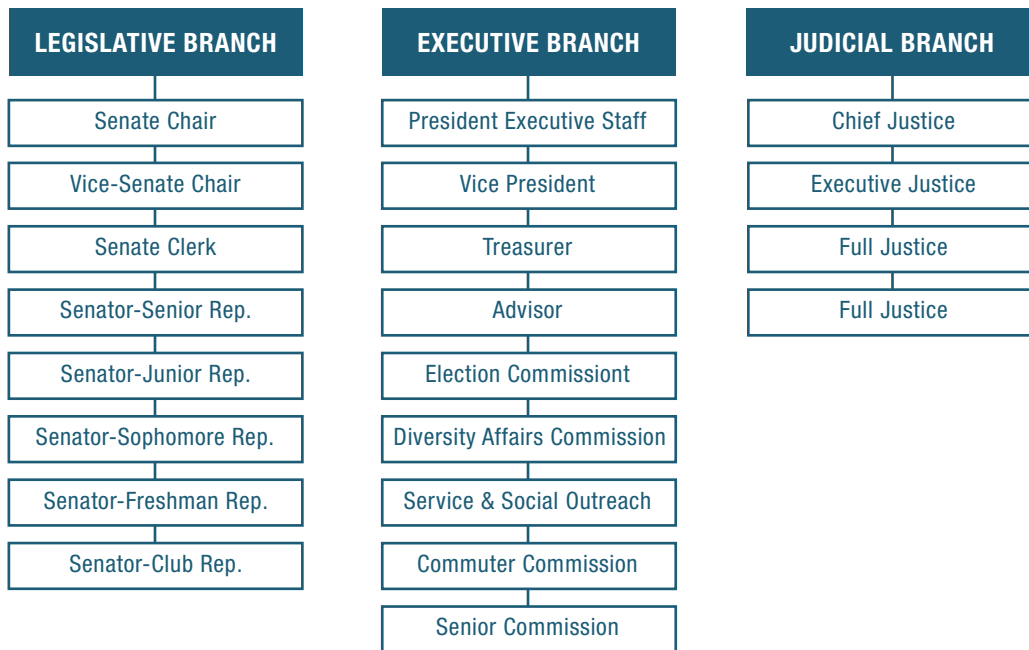 LEGISLATIVE BRANCH
Senate Chair
Vice-Senate Chair
Senate Clerk
Senator-Senior Rep.
Senator-Junior Rep.
Senator-Sophomore Rep.
Senator-Freshman Rep.
Senator-Club Rep.
EXECUTIVE BRANCH
President Executive Staff
Vice President
Treasurer
Advisor
Election Commissiont
Diversity Affairs Commission
Service & Social Outreach
Commuter Commission
Senior Commission
JUDICIAL BRANCH
Chief Justice
Executive Justice
Full Justice
Full Justice